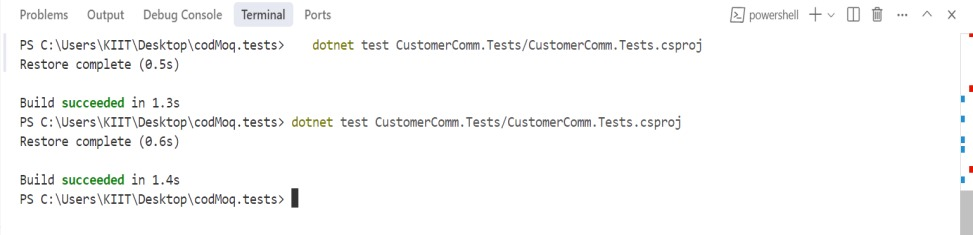 Problems Output Debug Console Terminal Ports powershell
PS C:\Users\KIIT\Desktop\codMoq.tests> dotnet test CustomerComm.Tests/CustomerComm.Tests.csproj
Restore complete (0.5s)
Build succeeded in 1.3s
PS C:\Users\KIIT\Desktop\codMoq.tests> dotnet test CustomerComm.Tests/CustomerComm.Tests.csproj
Restore complete (0.6s)
Build succeeded in 1.4s
PS C:\Users\KIIT\Desktop\codMoq.tests>